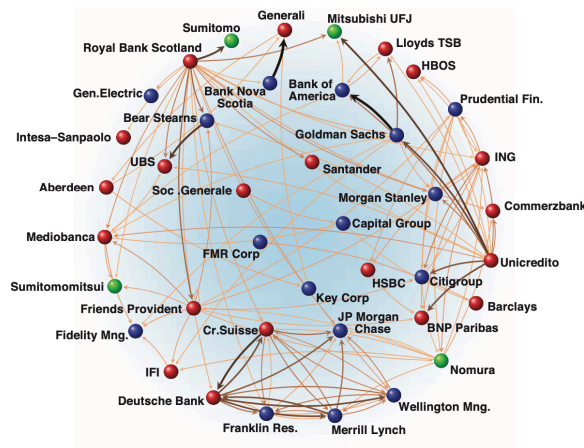 Generali
Sumitomo
Mitsubishi UFJ
Royal Bank Scotland
Lloyds TSB
HBOS
Gen.Electric
Bank Nova
Scotia
Bank of
America
Prudential Fin.
Bear Stearns
Goldman Sachs
Intesa–Sanpaolo
UBS
Santander
ING
Aberdeen
Soc .Generale
Morgan Stanley
Commerzbank
Capital Group
Mediobanca
FMR Corp
Unicredito
Sumitomomitsui
Key Corp
HSBC
Citigroup
Barclays
Friends Provident
Fidelity Mng.
Cr.Suisse
JP Morgan
Chase
BNP Paribas
IFI
Nomura
Deutsche Bank
Franklin Res.
Merrill Lynch
Wellington Mng.